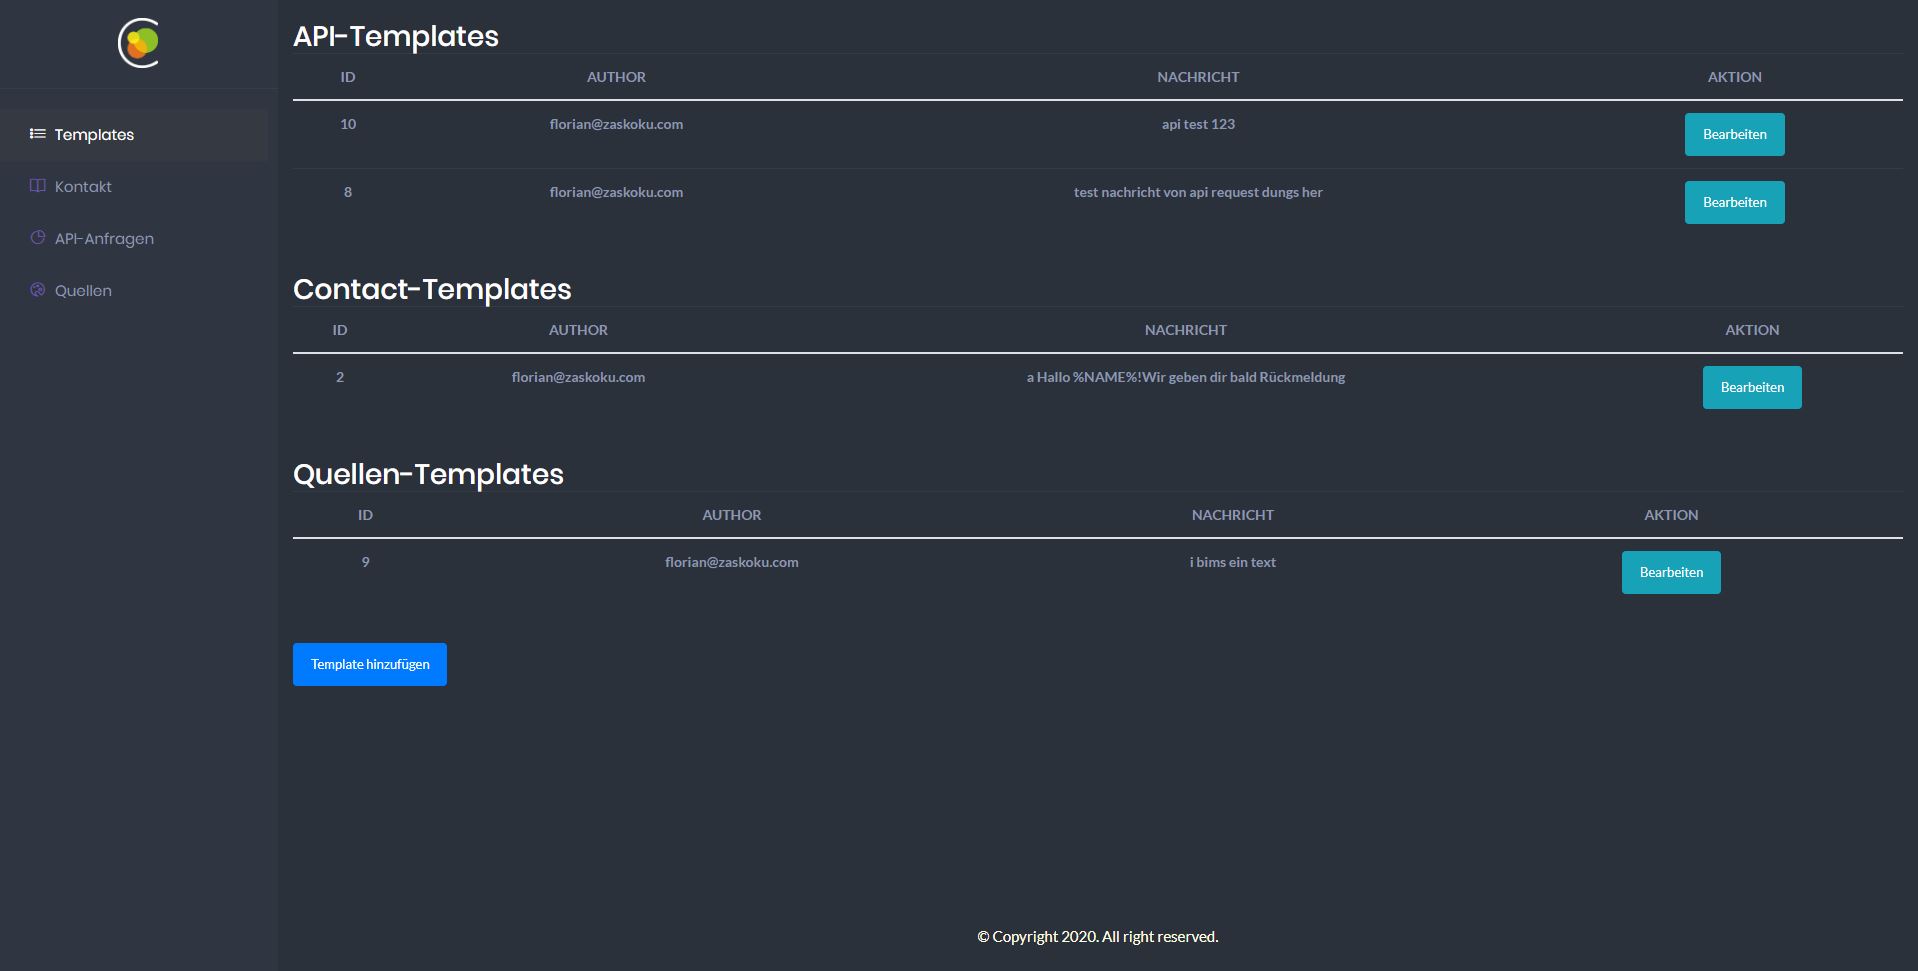 API-Templates
ID AUTHOR NACHRICHT AKTION
10 florian@zaskoku.com api test 123 Bearbeiten
8 florian@zaskoku.com test nachricht von api request dungs her Bearbeiten
Templates
Kontakt
API-Anfragen
Quellen
Contact-Templates
ID AUTHOR NACHRICHT AKTION
2 florian@zaskoku.com a Hallo %NAME%!Wir geben dir bald Rückmeldung Bearbeiten
Quellen-Templates
ID AUTHOR NACHRICHT AKTION
9 florian@zaskoku.com i bims ein text Bearbeiten
Template hinzufügen
© Copyright 2020. All right reserved.